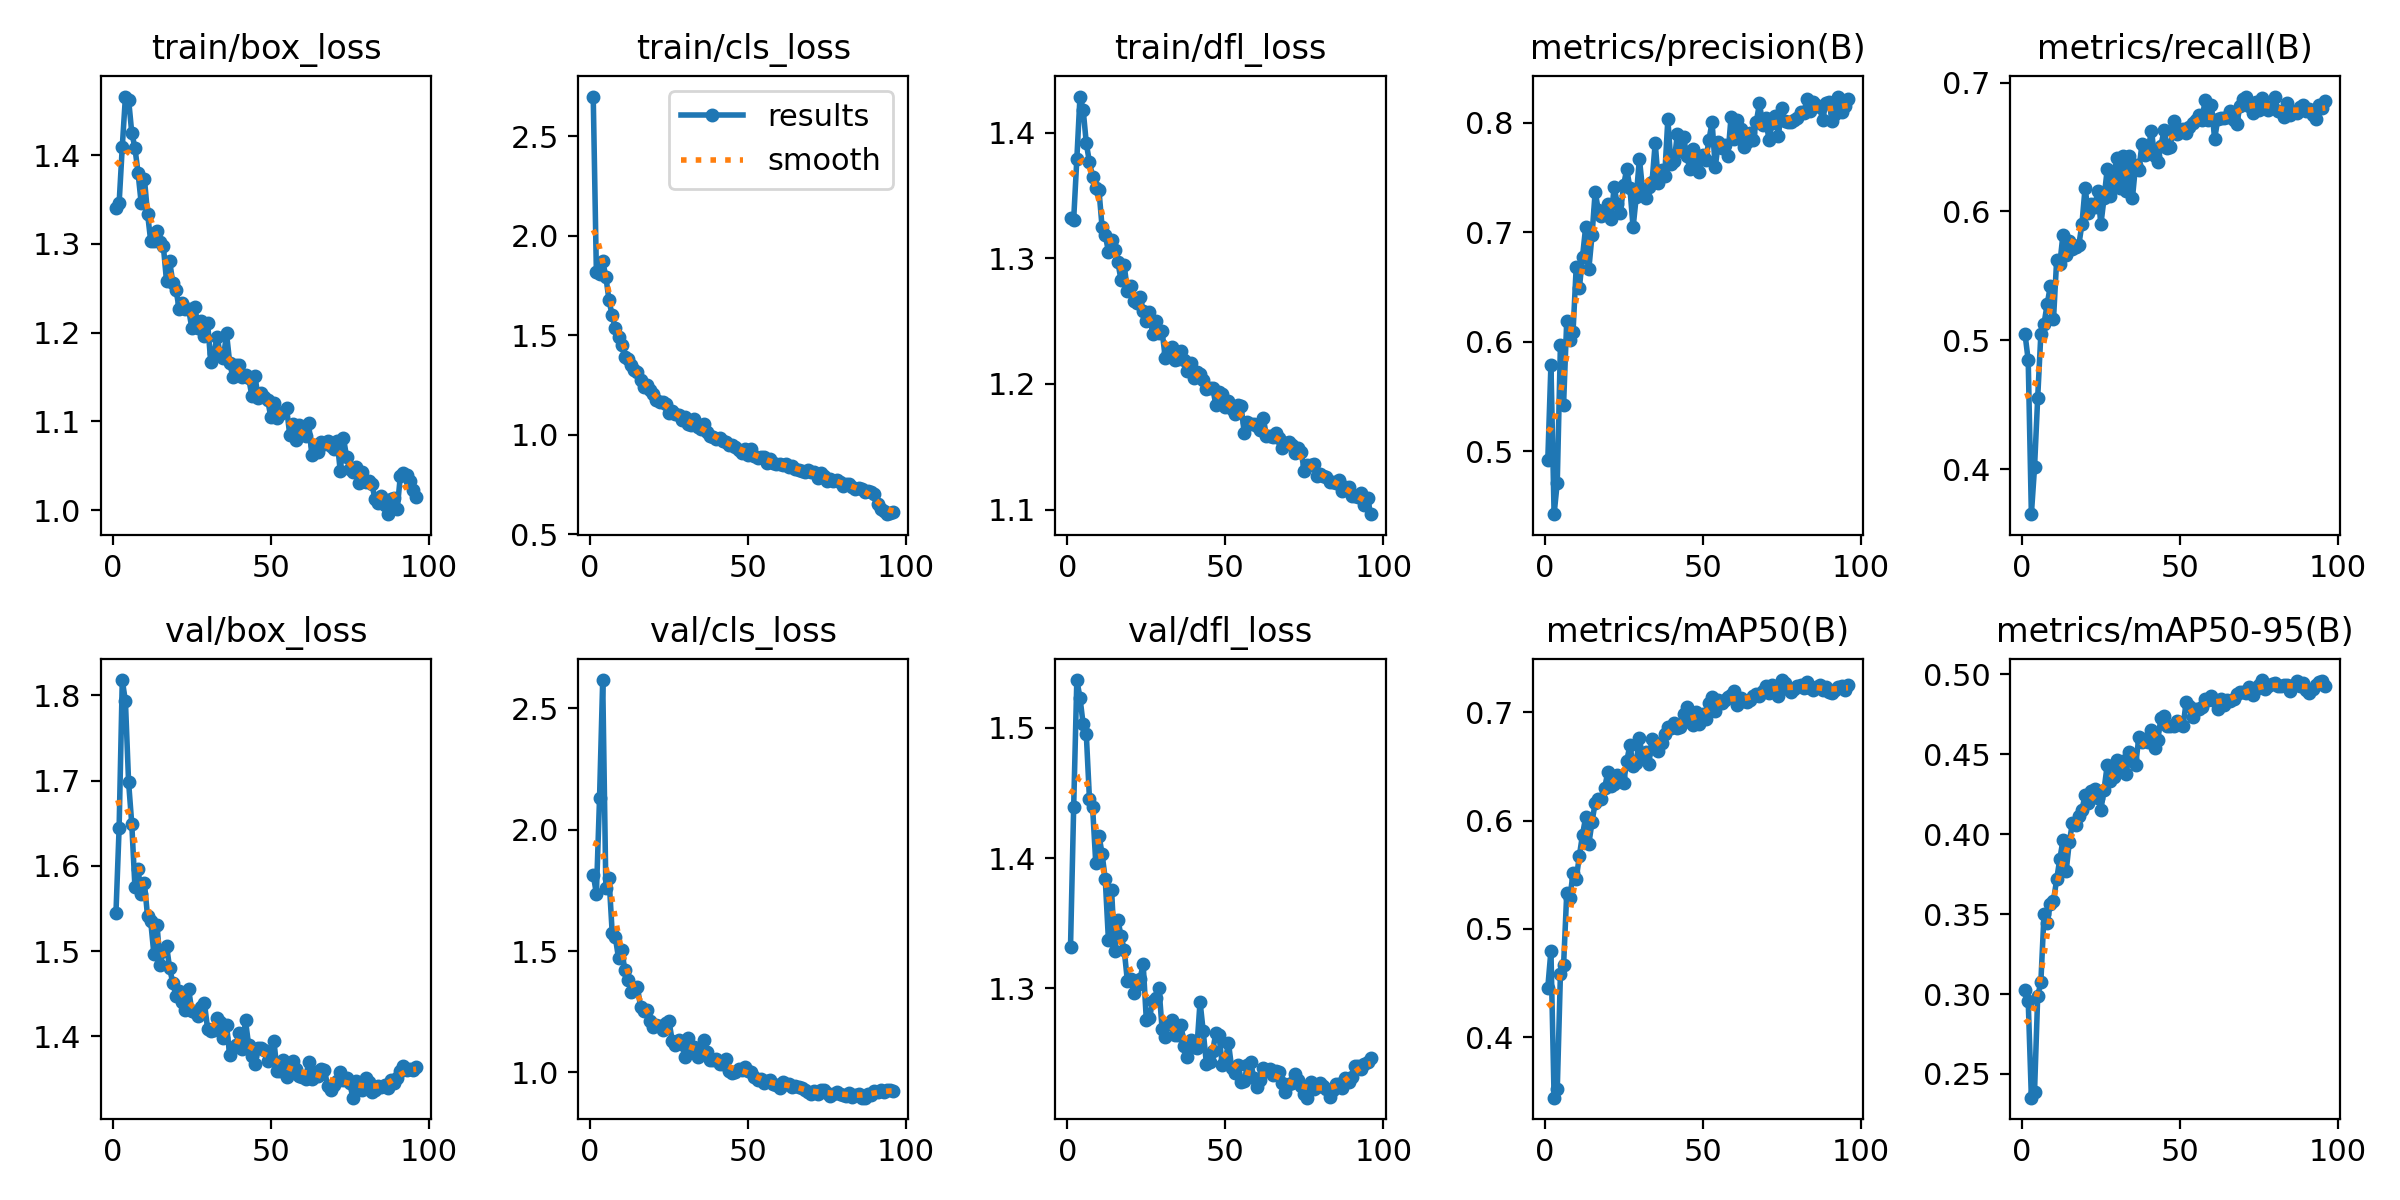 train/box_loss
1.4
1.3
1.2
1.1
1.0
0 50 100
train/cls_loss
results
smooth
2.5
2.0
1.5
1.0
0.5
0 50 100
train/dfl_loss
1.4
1.3
1.2
1.1
0 50 100
metrics/precision(B)
0.8
0.7
0.6
0.5
0 50 100
metrics/recall(B)
0.7
0.6
0.5
0.4
0 50 100
val/box_loss
1.8
1.7
1.6
1.5
1.4
0 50 100
val/cls_loss
2.5
2.0
1.5
1.0
0 50 100
val/dfl_loss
1.5
1.4
1.3
0 50 100
metrics/mAP50(B)
0.7
0.6
0.5
0.4
0 50 100
metrics/mAP50-95(B)
0.50
0.45
0.40
0.35
0.30
0.25
0 50 100